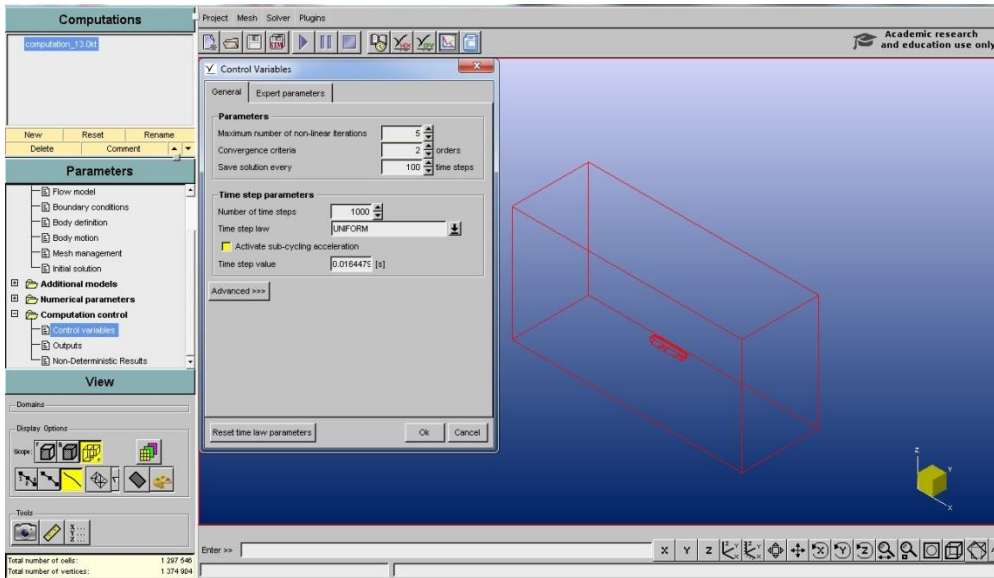 Computations
computation_13.0kt
New Reset Rename
Delete Comment
Parameters
Flow model
Boundary conditions
Body definition
Body motion
Mesh management
Initial solution
Additional models
Numerical parameters
Computation control
Control variables
Outputs
Non-Deterministic Results
View
Domains
Display Options
Scope:
Tools
Total number of cells: 1 297 646
Total number of vertices: 1 374 984
Project Mesh Solver Plugins
Academic research
and education use only
Control Variables
General Expert parameters
Parameters
Maximum number of non-linear iterations 5
Convergence criteria 2 orders
Save solution every 100 time steps
Time step parameters
Number of time steps 1000
Time step law UNIFORM
Activate sub-cycling acceleration
Time step value 0.0164479 [s]
Advanced >>>
Reset time law parameters Ok Cancel
Z
Y
X
Enter >>
X Y Z